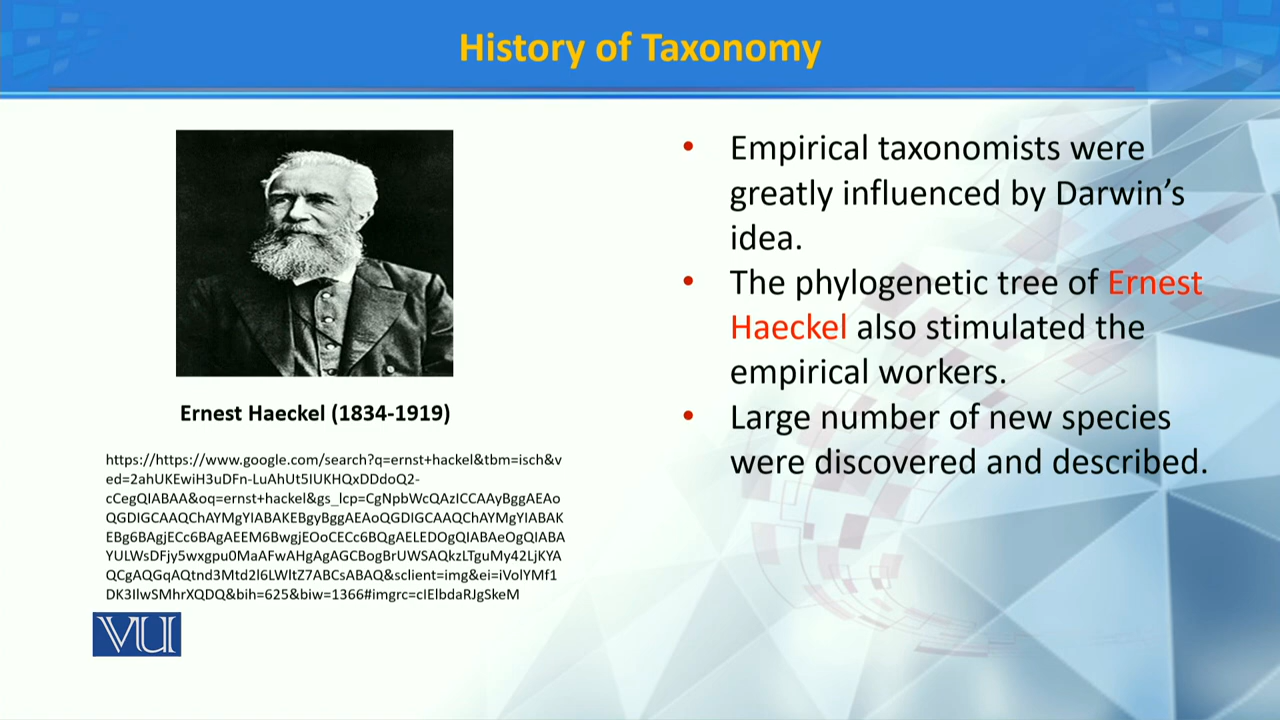 History of Taxonomy
Ernest Haeckel (1834-1919)
https://https://www.google.com/search?q=ernst+hackel&tbm=isch&v
ed=2ahUKEwiH3uDFn-LuAhUt5IUKHQxDDdoQ2-
cCegQIABAA&oq=ernst+hackel&gs_lcp=CgNpbWcQAzICCAAyBggAEAo
QGDIGCAAQChAYMgYIABAKEBgyBggAEAoQGDIGCAAQChAYMgYIABAK
EBg6BAgjECc6BAgAEEM6BwgjEOoCECc6BQgAELEDOgQIABAeOgQIABA
YULWsDFjy5wxgpu0MaAFwAHgAgAGCBogBrUWSAQkzLTguMy42LjKYA
QCgAQGqAQtnd3Mtd2l6LWltZ7ABCsABAQ&sclient=img&ei=iVolYMf1
DK3IlwSMhrXQDQ&bih=625&biw=1366#imgrc=cIElbdaRJgSkeM
VU
• Empirical taxonomists were
greatly influenced by Darwin’s
idea.
• The phylogenetic tree of Ernest
Haeckel also stimulated the
empirical workers.
• Large number of new species
were discovered and described.